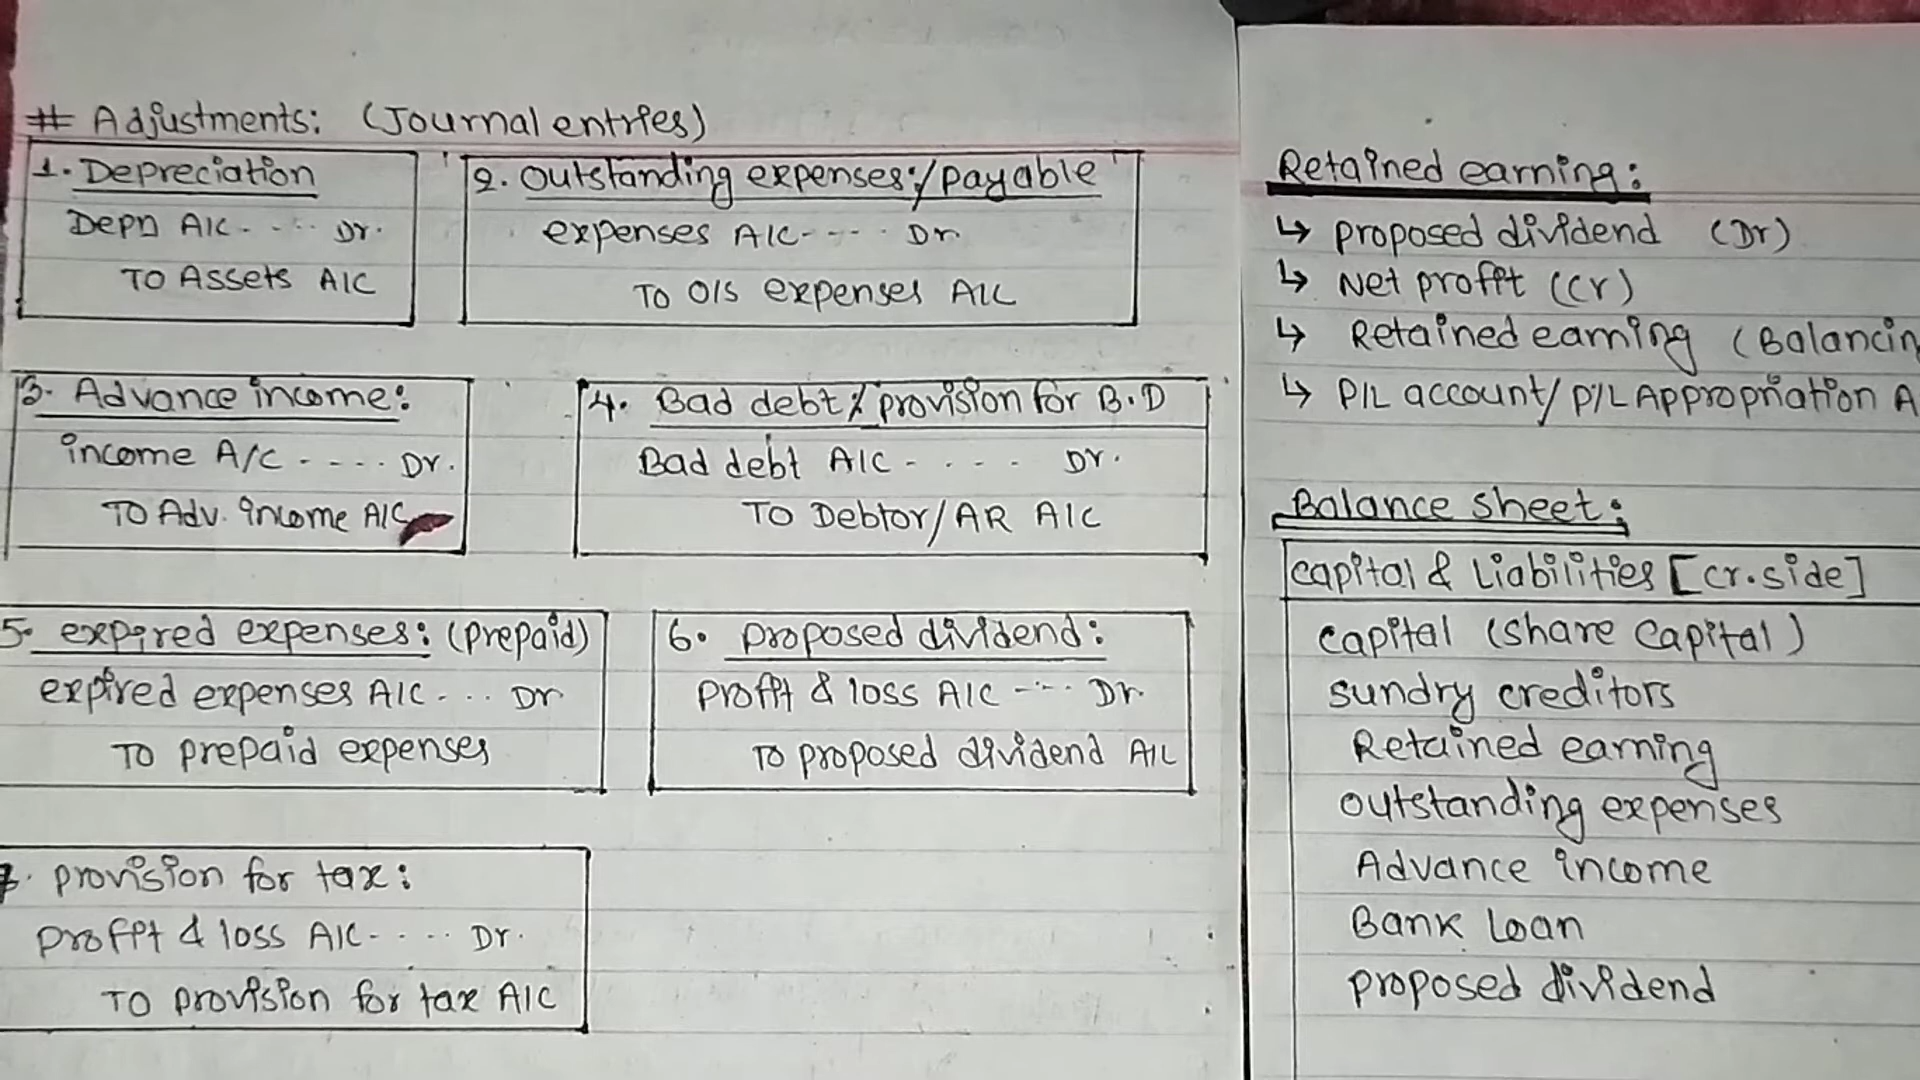 # Adjustments: (Journal entries)
1. Depreciation
Depn A/c .... Dr.
To Assets A/C
2. outstanding expenses:/payable
expenses A/C .... Dr.
To O/S expenses A/C
3. Advance income:
income A/C ..... Dr.
To Adv. income A/C
4. Bad debt / provision for B.D
Bad debt A/C - . . . - Dr.
To Debtor/AR A/C
5. expired expenses: (prepaid)
expired expenses A/C ... Dr.
To prepaid expenses
6. proposed dividend:
profit & loss A/C .... Dr.
To proposed dividend A/C
7. provision for tax:
profit & loss A/C ..... Dr.
To provision for tax A/C
Retained earning:
↳ proposed dividend (Dr)
↳ Net profit (Cr)
↳ Retained earning (Balancin
↳ P/L account/ P/L Appropriation A
Balance sheet:
capital & Liabilities [cr.side]
capital (share capital)
sundry creditors
Retained earning
outstanding expenses
Advance income
Bank Loan
proposed dividend